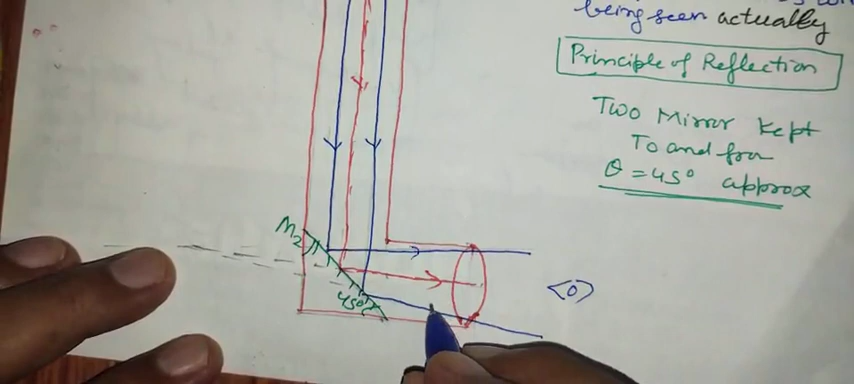 being seen actually
Principle of Reflection
Two Mirror Kept
To and fro
θ = 45° approx
M2
45°